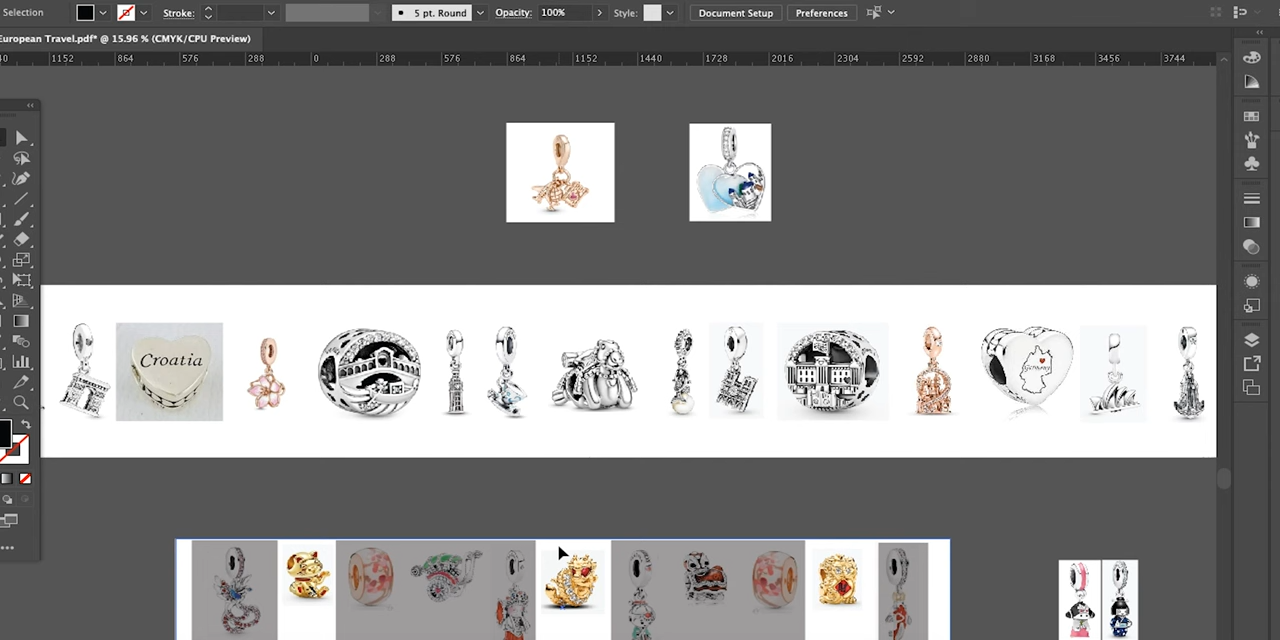 Selection
Stroke:
5 pt. Round
Opacity:
100%
Style:
Document Setup
Preferences
European Travel.pdf* @ 15.96 % (CMYK/CPU Preview)
40 1152 864 576 288 0 288 576 864 1152 1440 1728 2016 2304 2592 2880 3168 3456 3744
Croatia
Germany